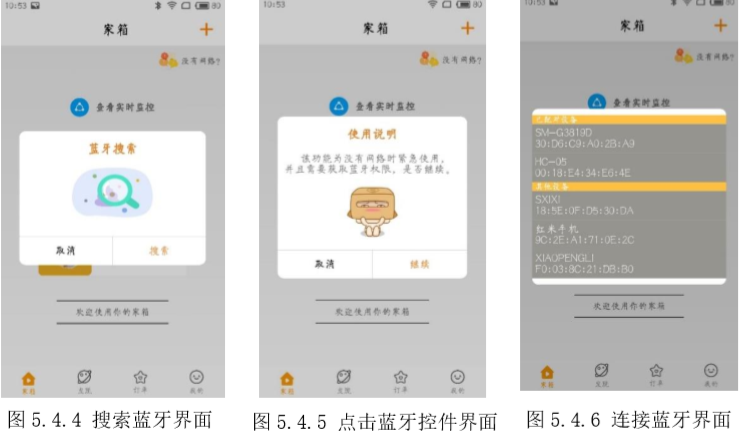 10:53
80
家箱
+
没有网络?
查看实时监控
蓝牙搜索
取消
搜索
欢迎使用你的家箱
家箱
发现
订单
我的
图5.4.4 搜索蓝牙界面
10:53
80
家箱
+
没有网络?
查看实时监控
使用说明
该功能为没有网络时紧急使用,
并且需要获取蓝牙权限,是否继续。
取消
继续
欢迎使用你的家箱
家箱
发现
订单
我的
图5.4.5 点击蓝牙控件界面
10:53
80
家箱
+
没有网络?
查看实时监控
已配对设备
SM-G3819D
30:D6:C9:A0:2B:A9
HC-05
00:18:E4:34:E6:4E
其他设备
SXIXI
18:5E:0F:D5:30:DA
红米手机
9C:2E:A1:71:0E:2C
XIAOPENGLI
F0:03:8C:21:DB:B0
欢迎使用你的家箱
家箱
发现
订单
我的
图5.4.6 连接蓝牙界面